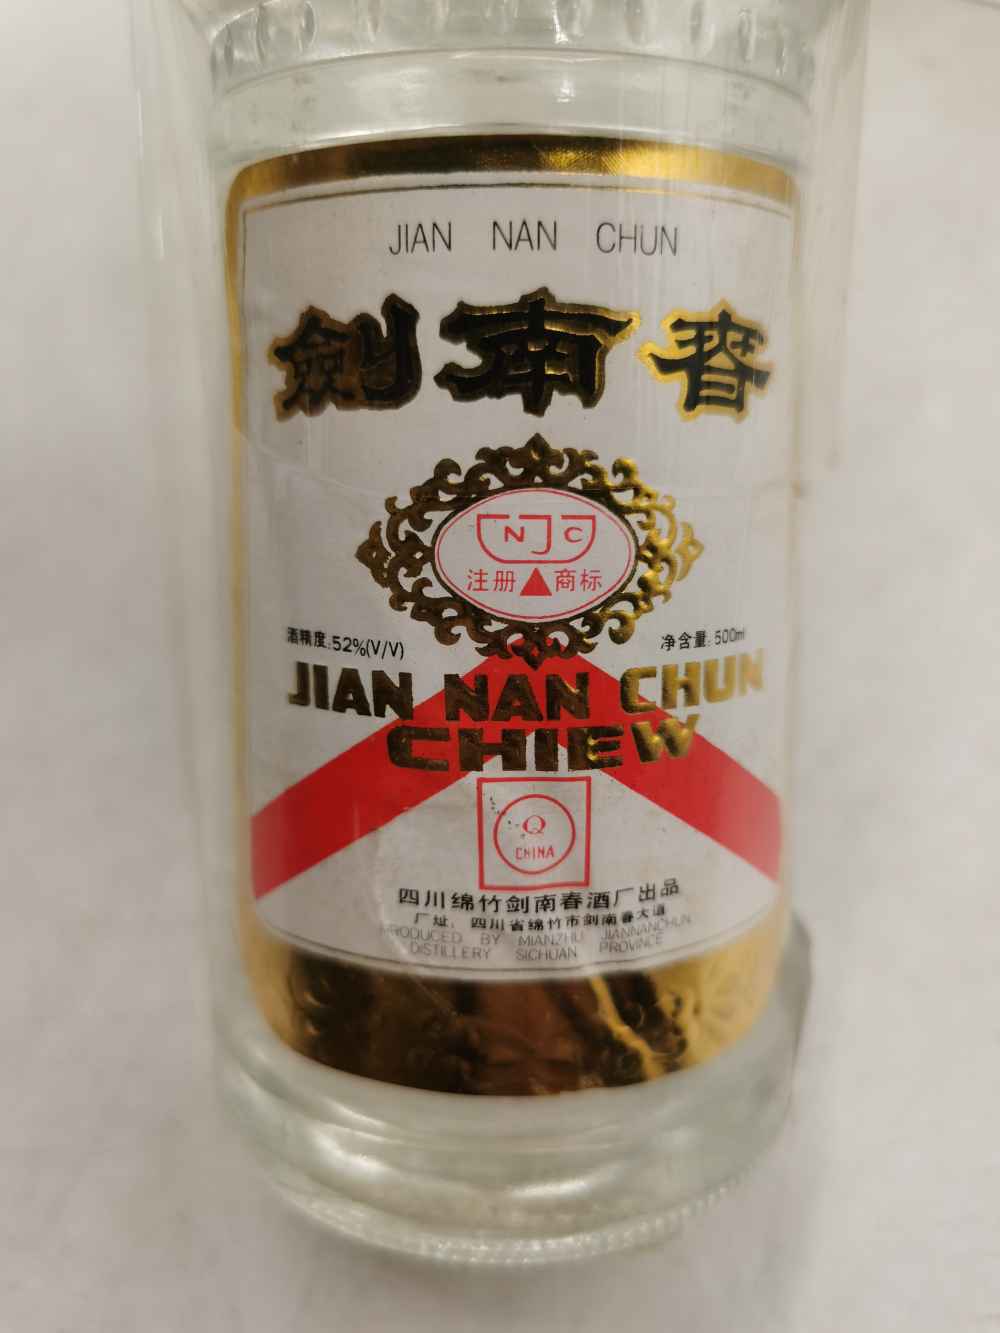 JIAN NAN CHUN
劍南春
NJC
注册 商标
酒精度:52%(V/V)
净含量:500ml
JIAN NAN CHUN
CHIEW
Q
CHINA
四川绵竹剑南春酒厂出品
厂址:四川省绵竹市剑南春大道
PRODUCED BY MIANZHU JIANNANCHUN
DISTILLERY SICHUAN PROVINCE